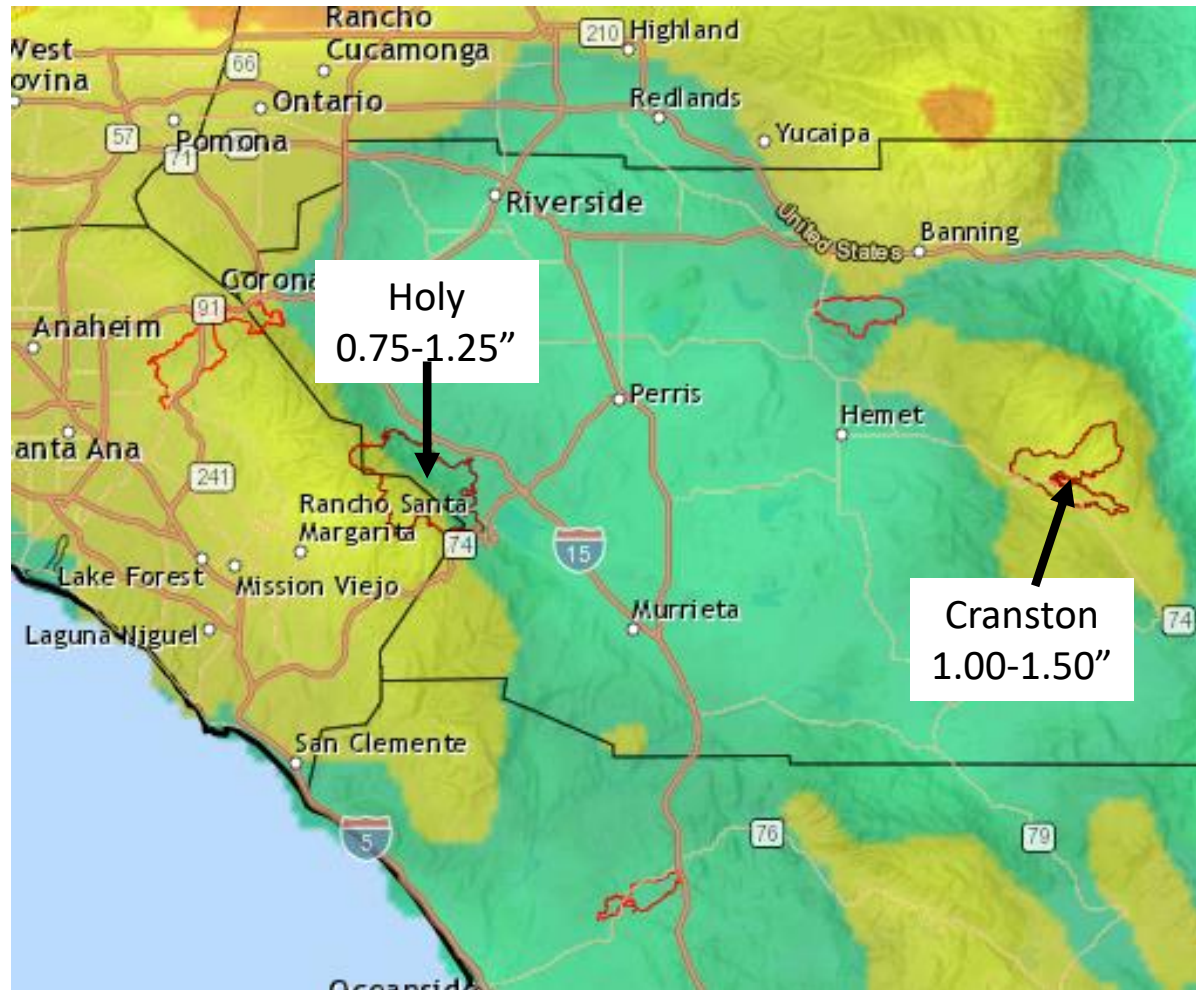 Rancho
Cucamonga
210
Highland
West
ovina
66
Ontario
Redlands
57
Pomona
71
Yucaipa
Riverside
United States
Banning
Corona
91
Anaheim
Holy
0.75-1.25”
Perris
Hemet
anta Ana
241
Rancho Santa
Margarita
74
15
Lake Forest
Mission Viejo
Laguna Niguel
Murrieta
Cranston
1.00-1.50”
74
San Clemente
5
76
79
Oceanside